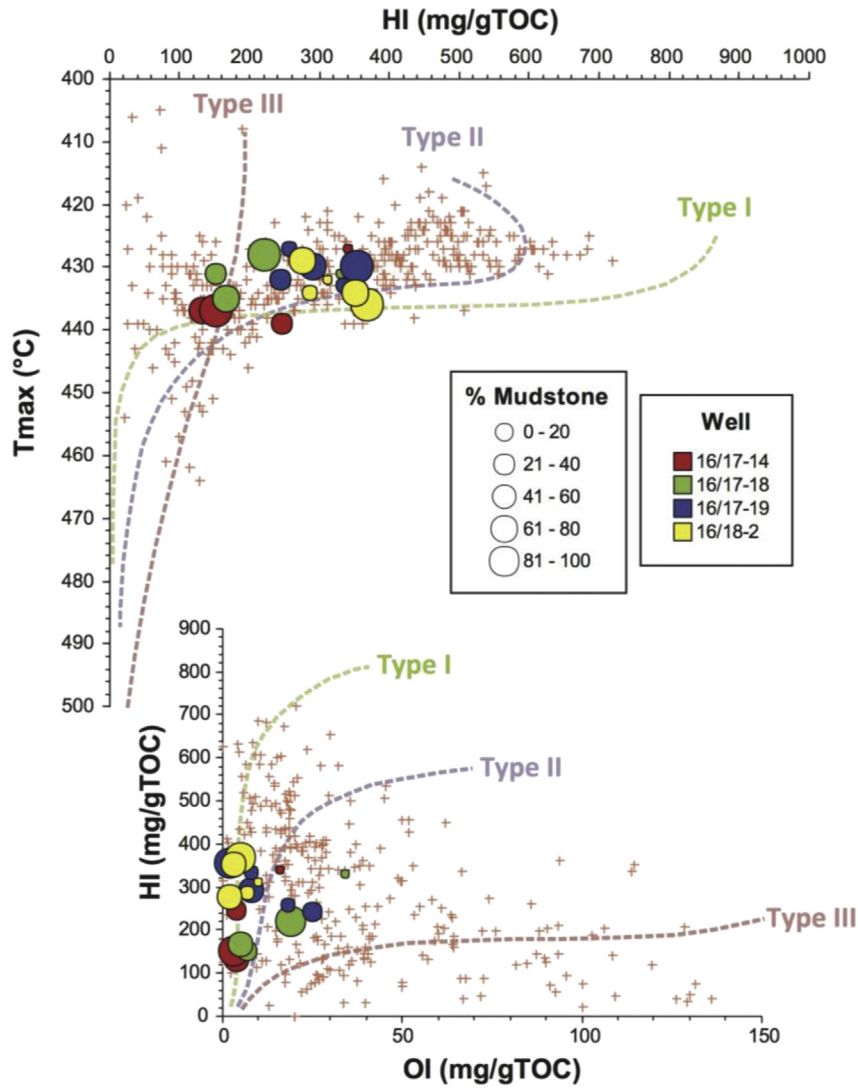 HI (mg/gTOC)
0 100 200 300 400 500 600 700 800 900 1000
Tmax (°C)
400
410
420
430
440
450
460
470
480
490
500
Type III
Type II
Type I
% Mudstone
0 - 20
21 - 40
41 - 60
61 - 80
81 - 100
Well
16/17-14
16/17-18
16/17-19
16/18-2
HI (mg/gTOC)
900
800
700
600
500
400
300
200
100
0
Type I
Type II
Type III
0 50 100 150
OI (mg/gTOC)